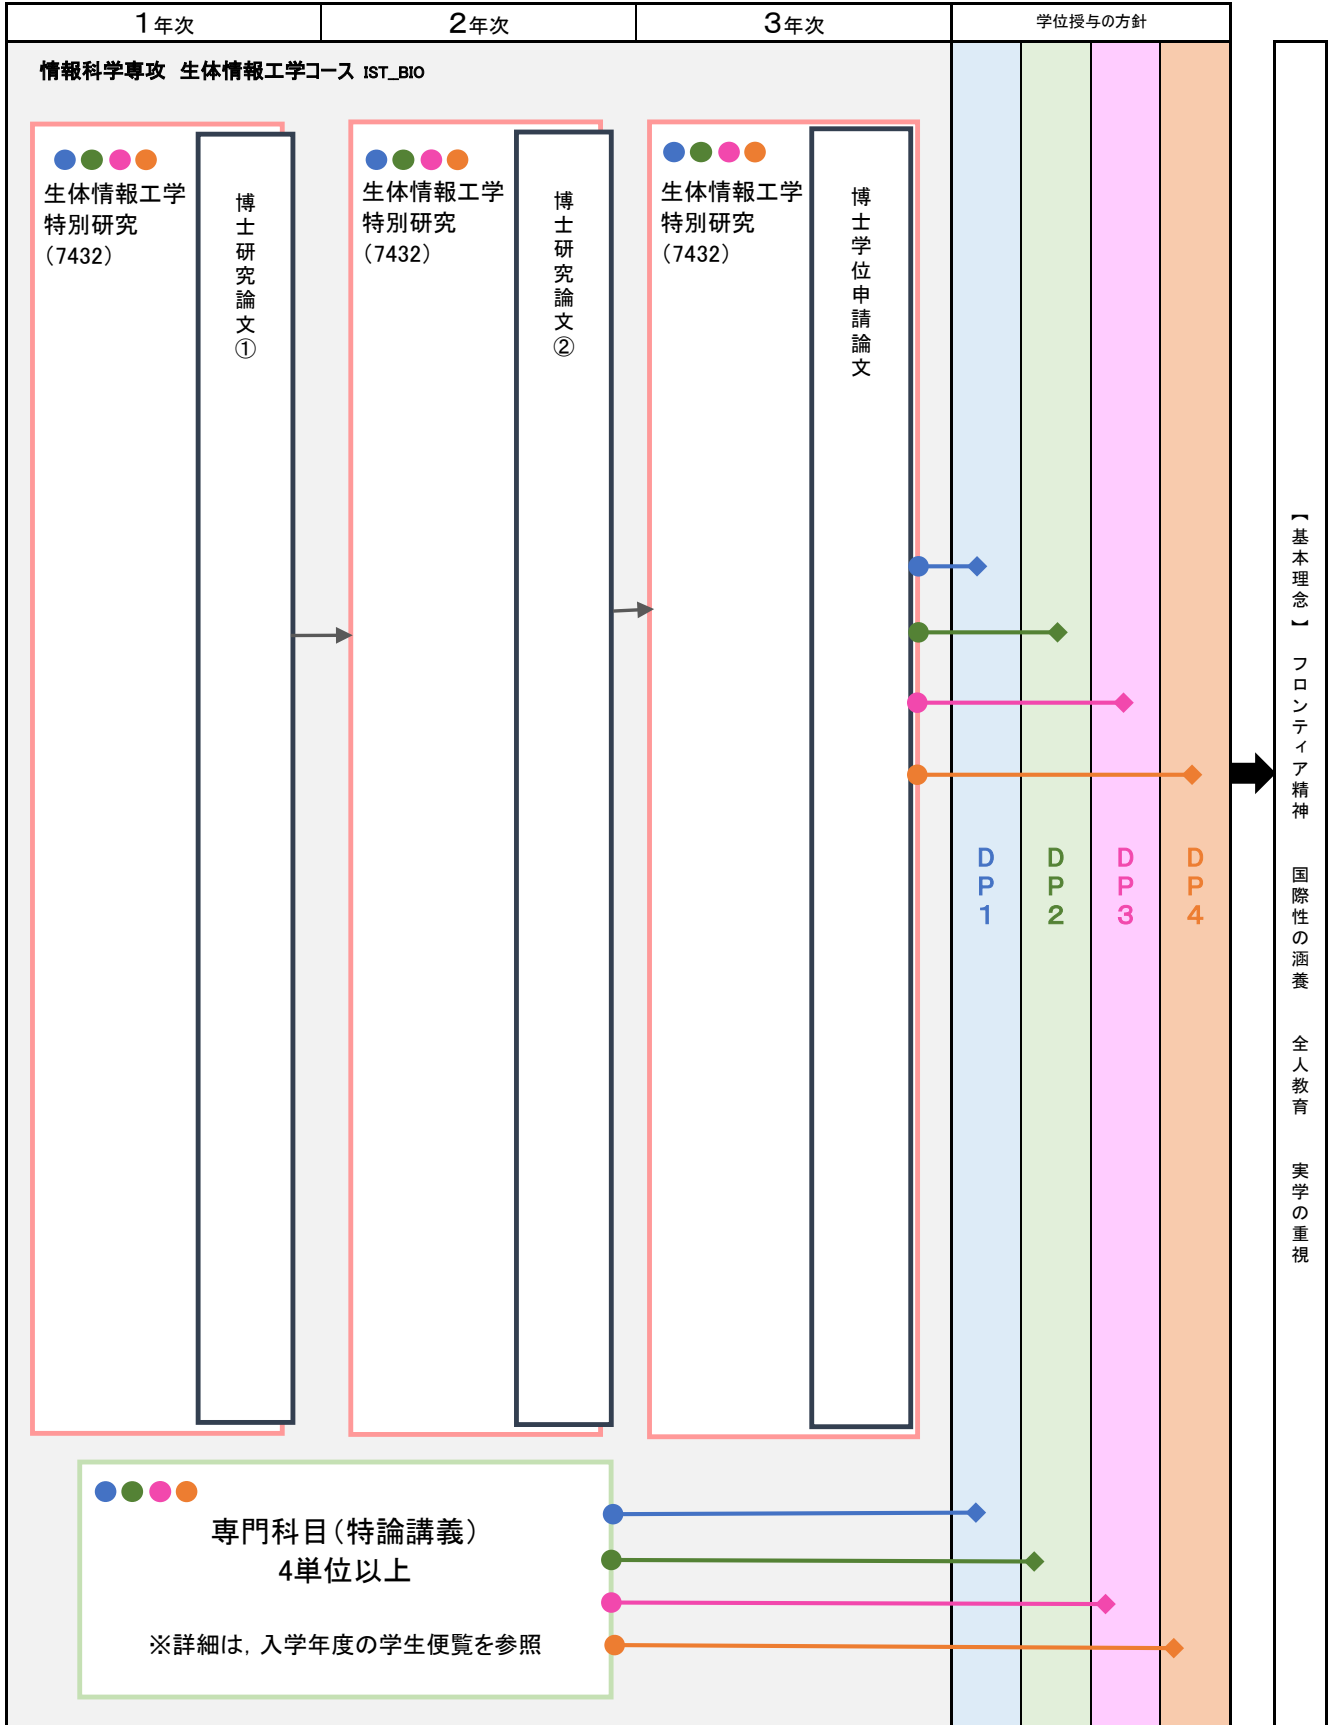 1年次
2年次
3年次
学位授与の方針
情報科学専攻　生体情報工学コース IST_BIO
生体情報工学
特別研究
(7432)
博士研究論文①
生体情報工学
特別研究
(7432)
博士研究論文②
生体情報工学
特別研究
(7432)
博士学位申請論文
DP1
DP2
DP3
DP4
【基本理念】　フロンティア精神　　国際性の涵養　　全人教育　　実学の重視
専門科目(特論講義)
4単位以上
※詳細は, 入学年度の学生便覧を参照